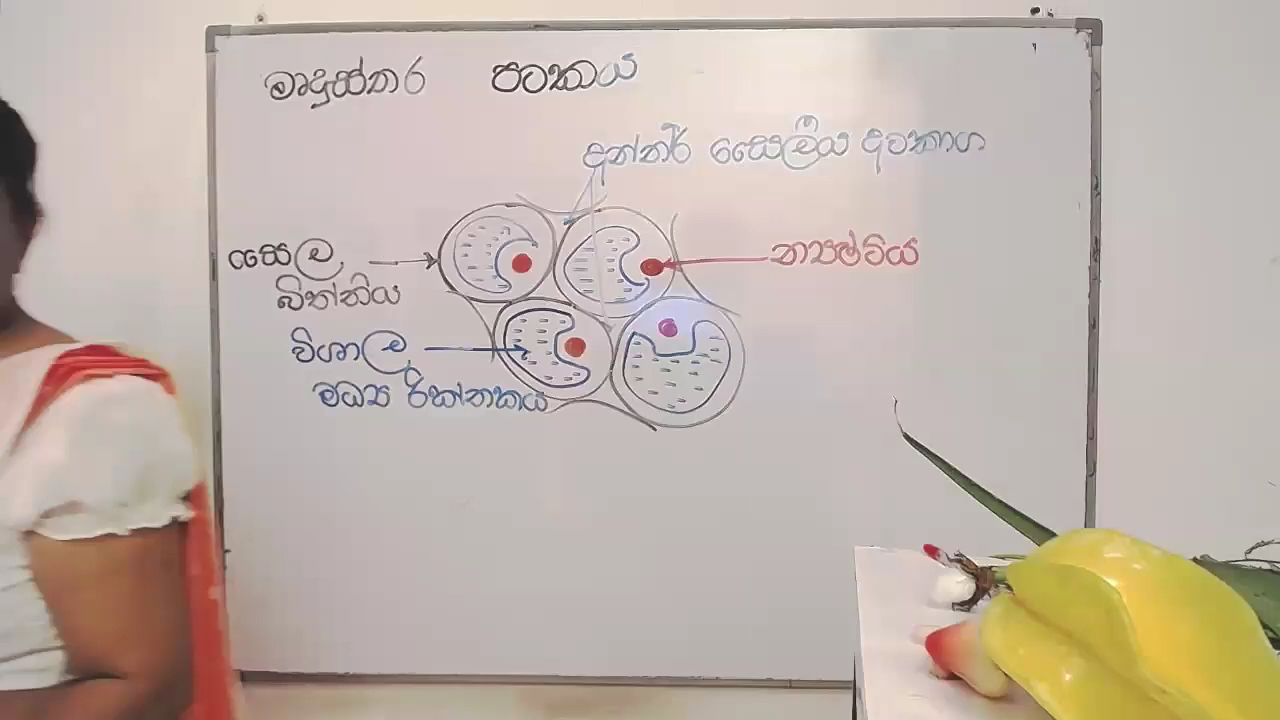 මෘදුස්තර පටකය
අන්තර් සෛලීය අවකාශ
සෛල
බිත්තිය
න්‍යෂ්ටිය
විශාල
මධ්‍ය රික්තකය